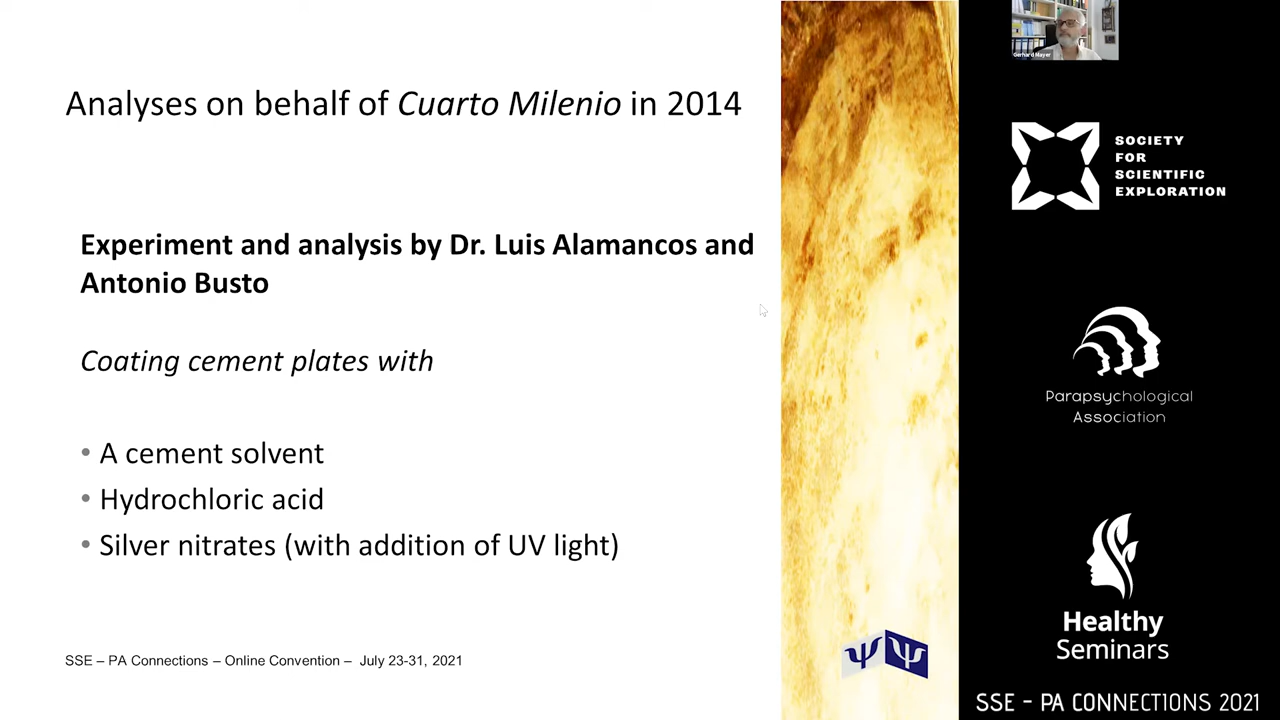 Analyses on behalf of Cuarto Milenio in 2014
Experiment and analysis by Dr. Luis Alamancos and
Antonio Busto
Coating cement plates with
• A cement solvent
• Hydrochloric acid
• Silver nitrates (with addition of UV light)
SSE – PA Connections – Online Convention – July 23-31, 2021
Ψ Ψ
Gerhard Mayer
SOCIETY
FOR
SCIENTIFIC
EXPLORATION
Parapsychological
Association
Healthy
Seminars
SSE - PA CONNECTIONS 2021